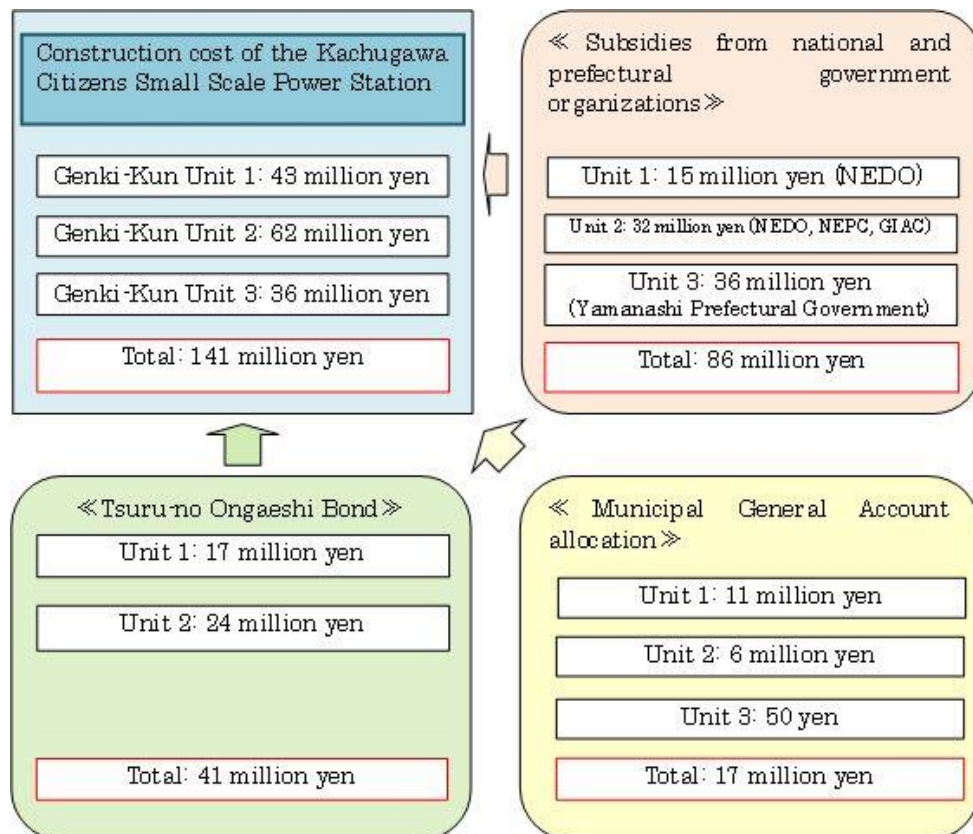 Construction cost of the Kachugawa
Citizens Small Scale Power Station
Genki-Kun Unit 1: 43 million yen
Genki-Kun Unit 2: 62 million yen
Genki-Kun Unit 3: 36 million yen
Total: 141 million yen
≪ Subsidies from national and
prefectural government
organizations≫
Unit 1: 15 million yen (NEDO)
Unit 2: 32 million yen (NEDO, NEPC, GIAC)
Unit 3: 36 million yen
(Yamanashi Prefectural Government)
Total: 86 million yen
≪Tsuru-no Ongaeshi Bond≫
Unit 1: 17 million yen
Unit 2: 24 million yen
Total: 41 million yen
≪ Municipal General Account
allocation≫
Unit 1: 11 million yen
Unit 2: 6 million yen
Unit 3: 50 yen
Total: 17 million yen